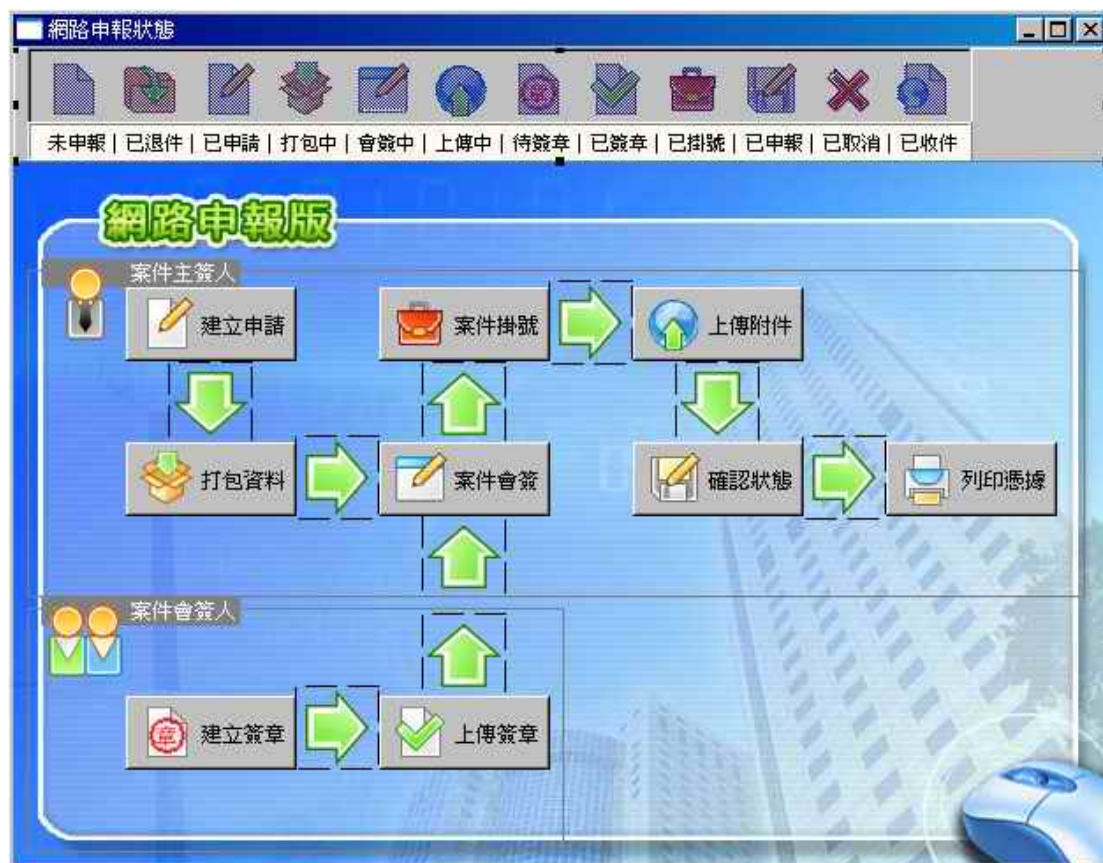 網路申報狀態
未申報 | 已退件 | 已申請 | 打包中 | 會簽中 | 上傳中 | 待簽章 | 已簽章 | 已掛號 | 已申報 | 已取消 | 已收件
網路申報版
案件主簽人
建立申請
案件掛號
上傳附件
打包資料
案件會簽
確認狀態
列印憑據
案件會簽人
章 建立簽章
上傳簽章